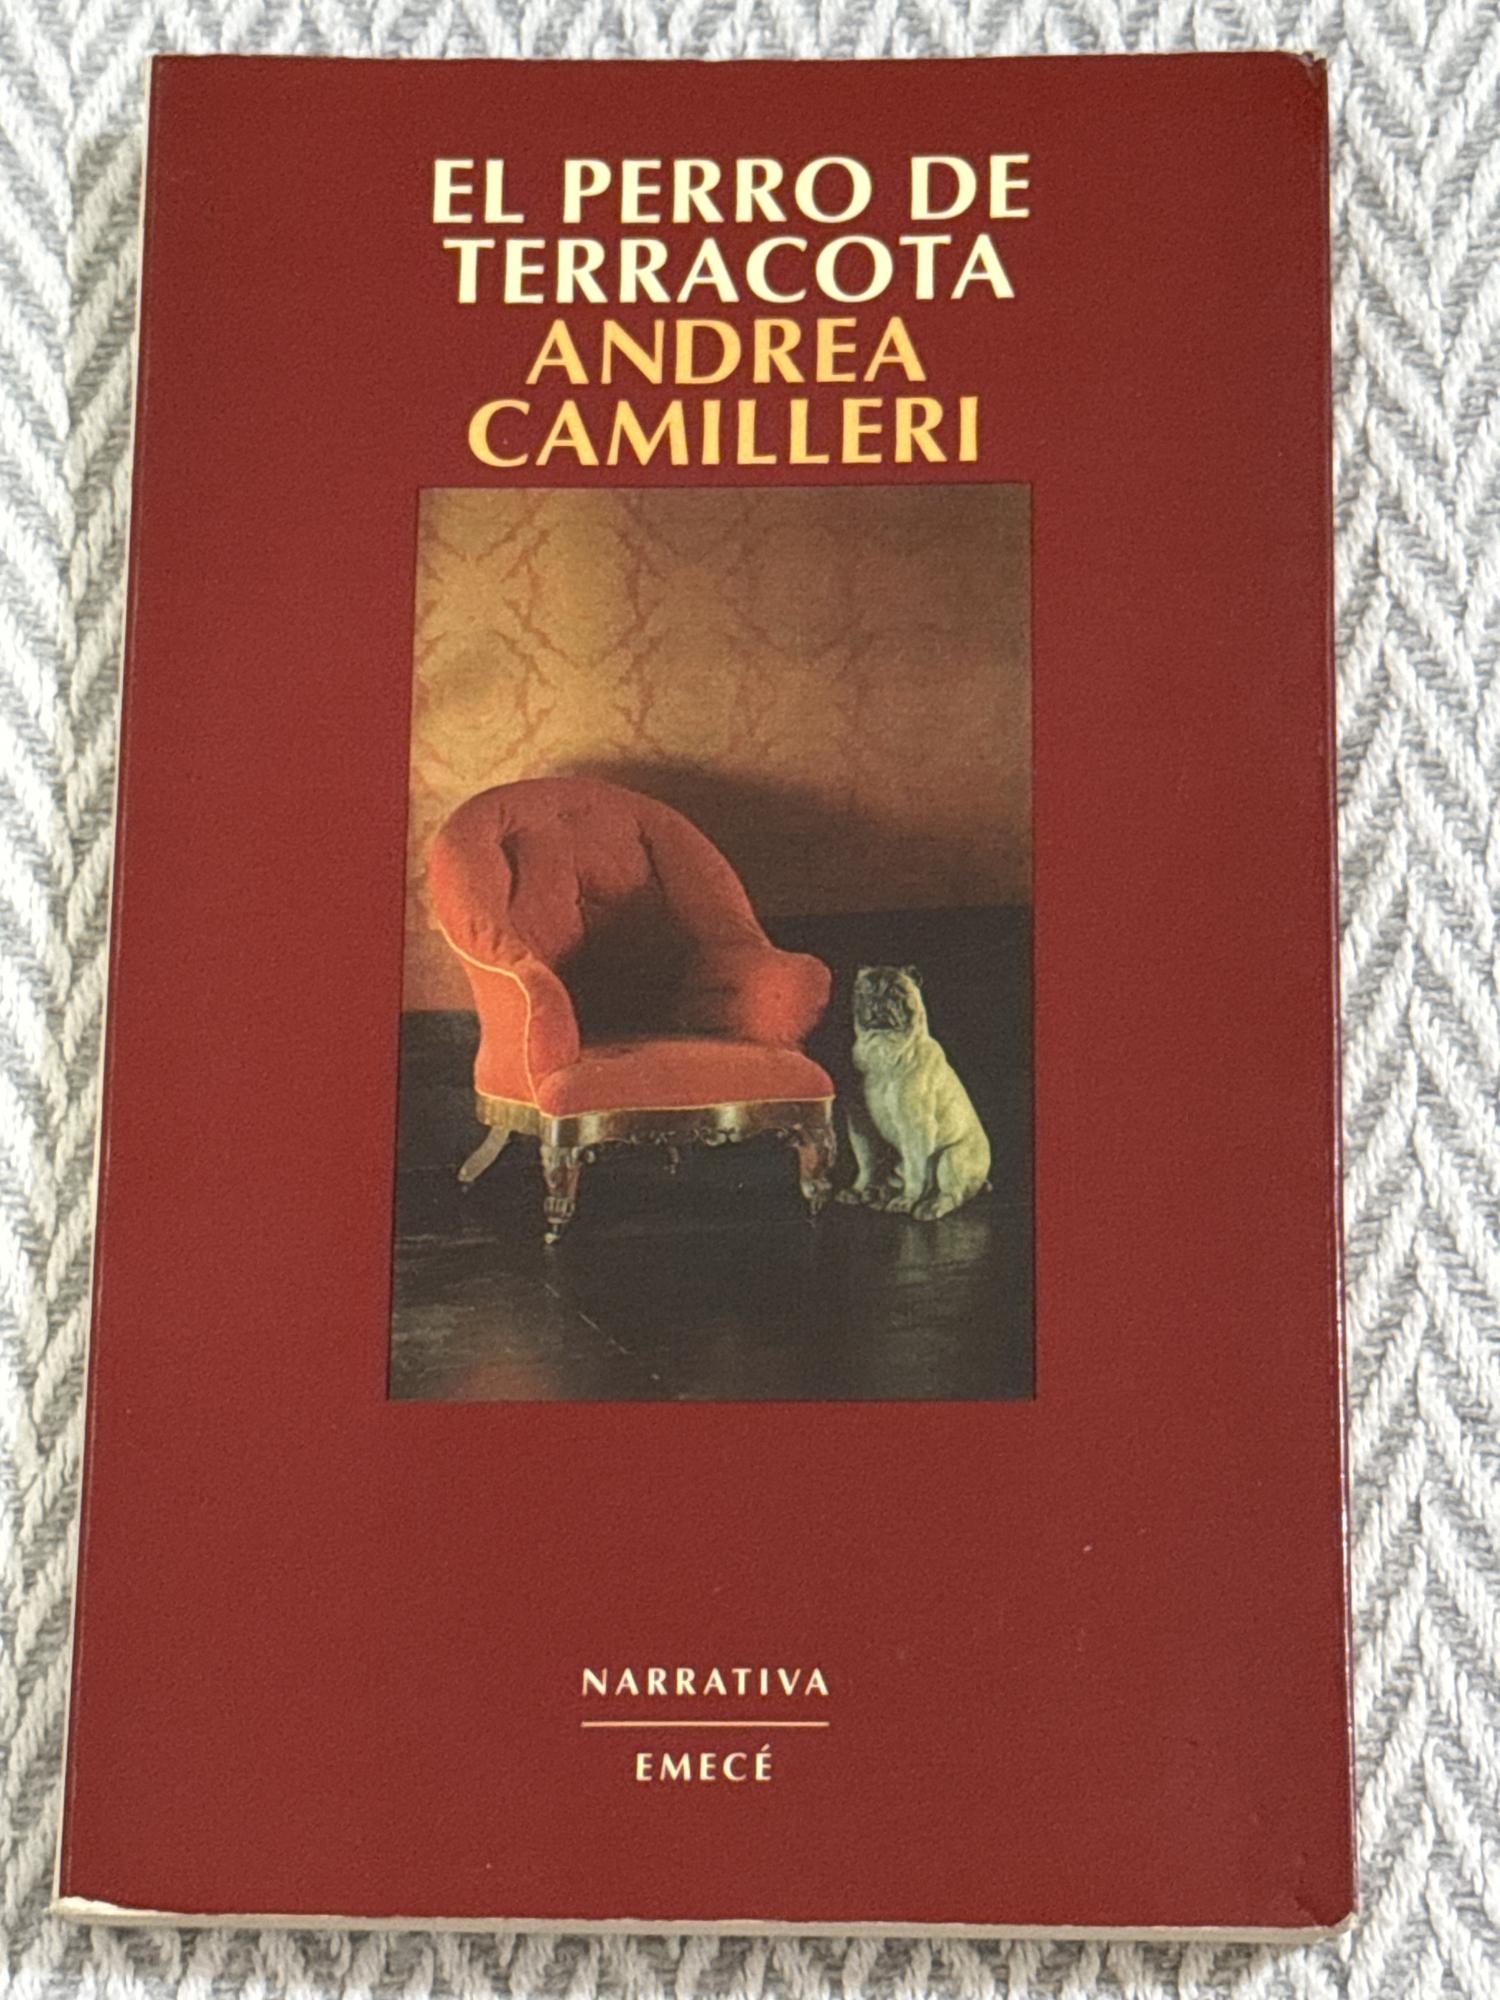 EL PERRO DE
TERRACOTA
ANDREA
CAMILLERI
NARRATIVA
EMECÉ